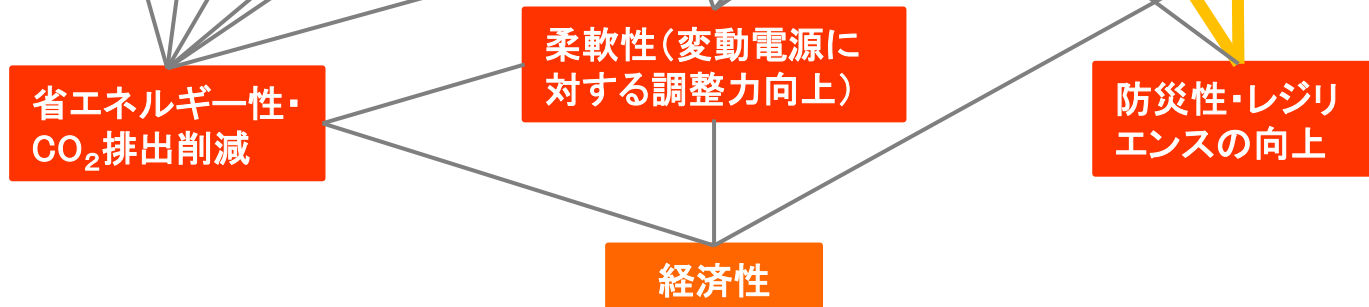 柔軟性(変動電源に
対する調整力向上)
省エネルギー性・
CO₂排出削減
防災性・レジリ
エンスの向上
経済性